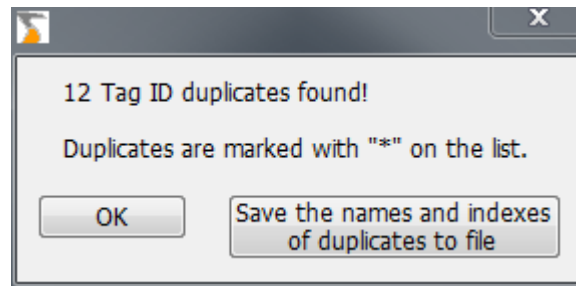 12 Tag ID duplicates found!
Duplicates are marked with "*" on the list.
OK
Save the names and indexes
of duplicates to file